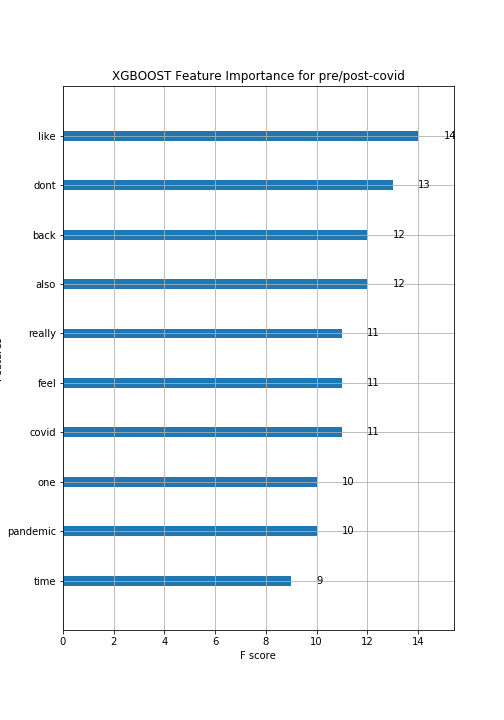 XGBOOST Feature Importance for pre/post-covid
like 14
dont 13
back 12
also 12
really 11
feel 11
covid 11
one 10
pandemic 10
time 9
0 2 4 6 8 10 12 14
F score